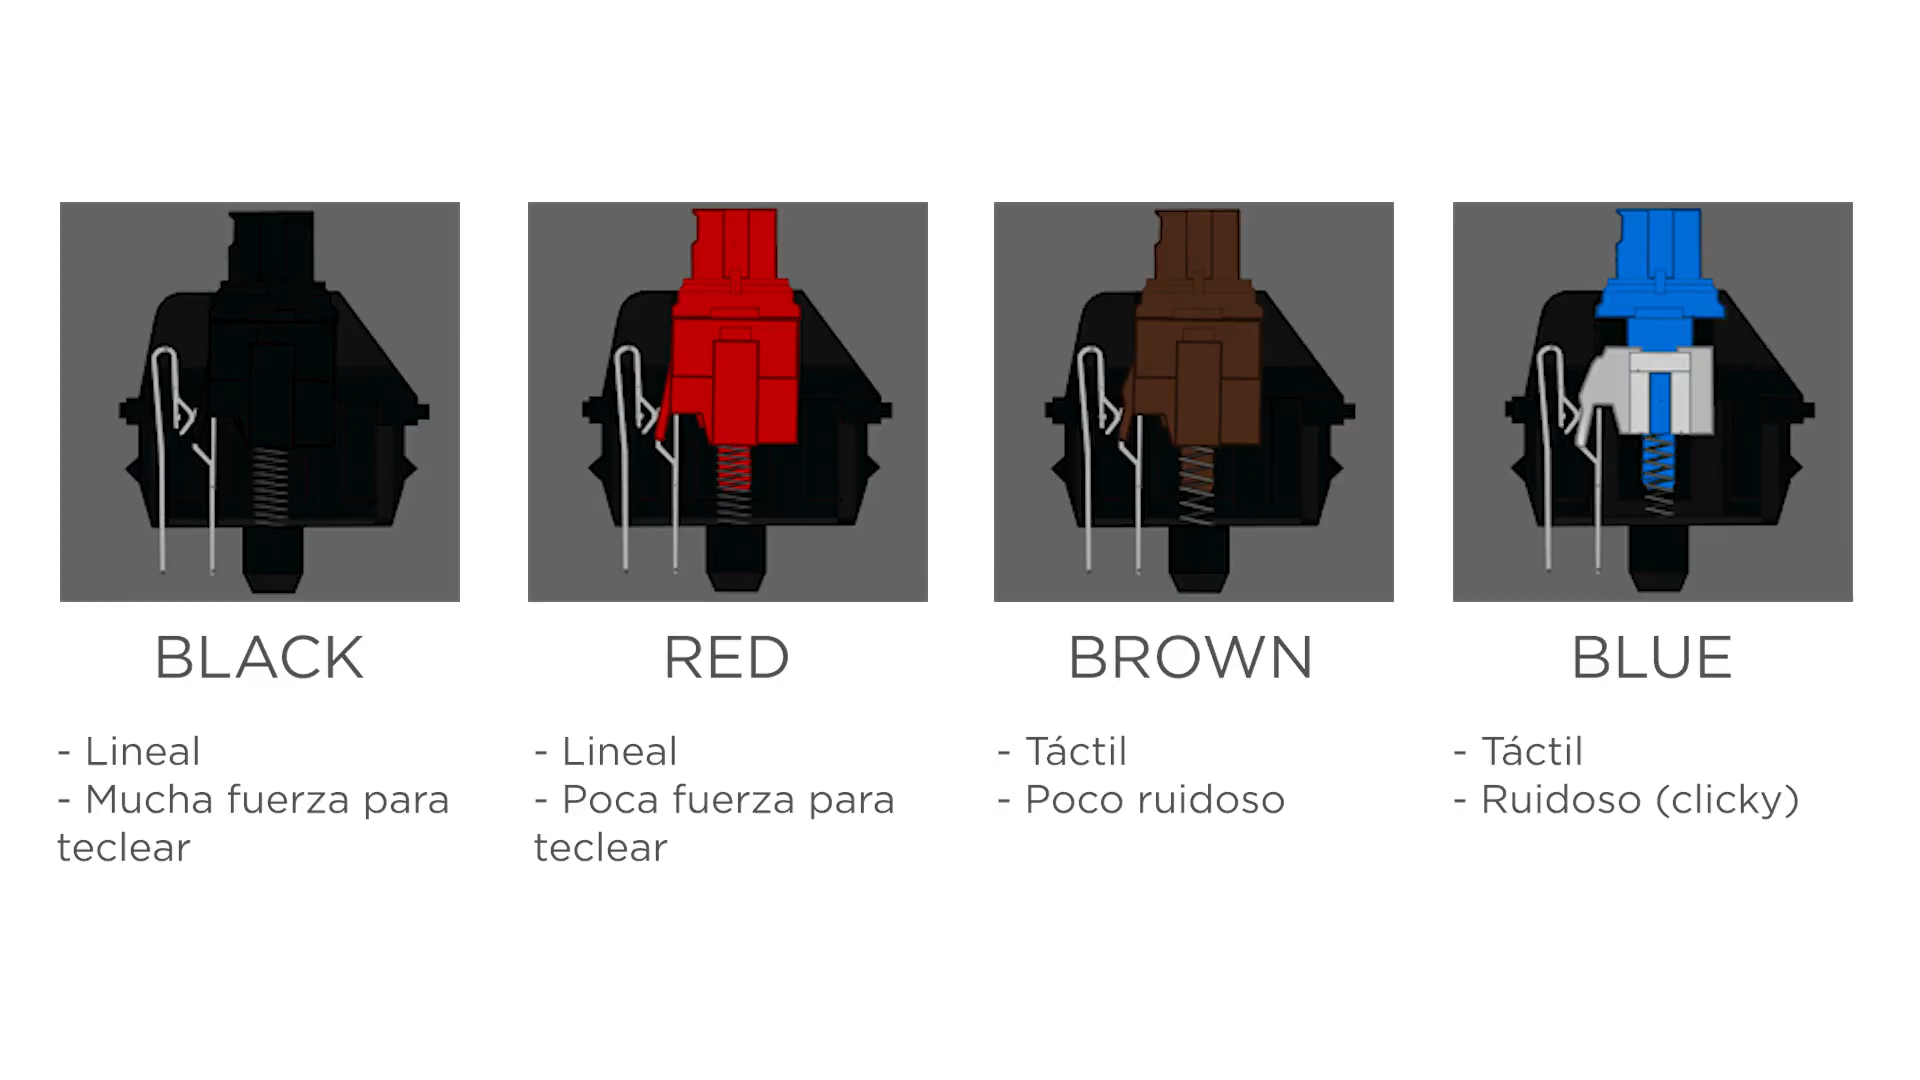 BLACK
- Lineal
- Mucha fuerza para
teclear
RED
- Lineal
- Poca fuerza para
teclear
BROWN
- Táctil
- Poco ruidoso
BLUE
- Táctil
- Ruidoso (clicky)